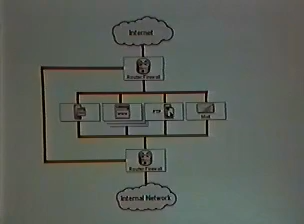 Internet
Router/Firewall
WWW
FTP
Mail
Router/Firewall
Internal Network